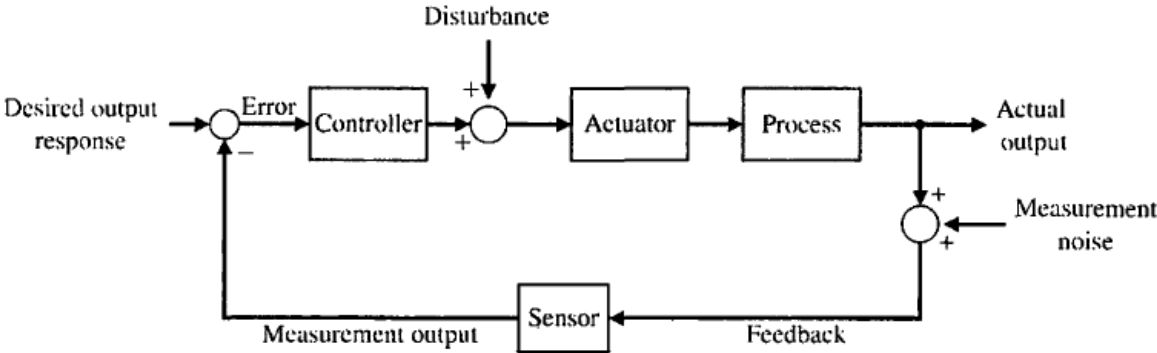 Disturbance
+
Desired output
response
Error
−
Controller
+
Actuator
Process
Actual
output
+
Measurement
noise
+
Sensor
Measurement output
Feedback